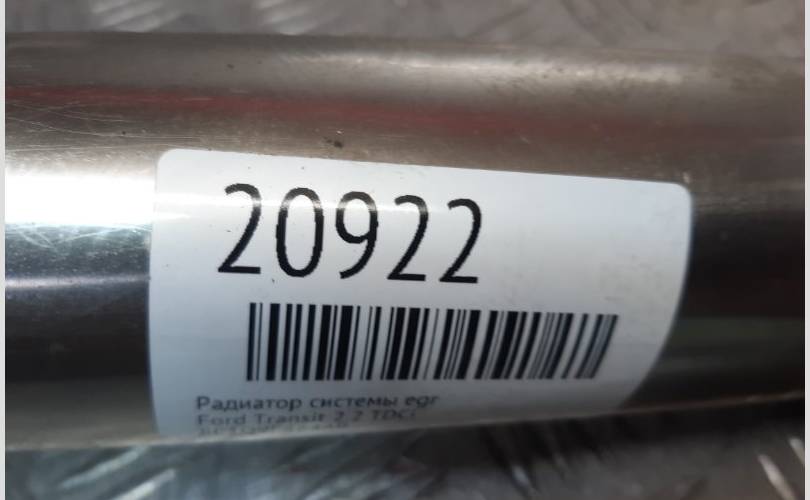 20922
Радиатор системы egr
Ford Transit 2.2 TDCi